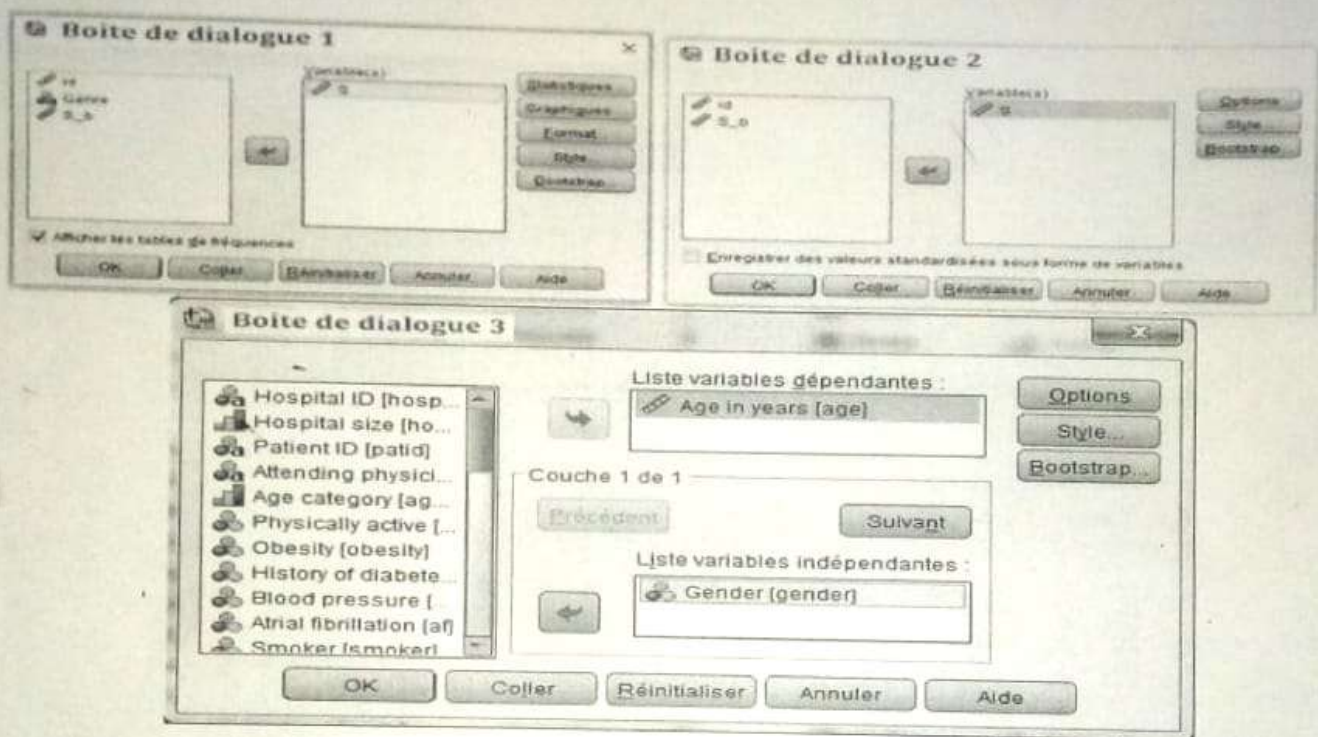 Boite de dialogue 1
Variable(s)
id
Genre
S_b
S
Statistiques
Graphiques
Format...
Style...
Bootstrap...
Afficher les tables de fréquences
OK
Coller
Réinitialiser
Annuler
Aide
Boite de dialogue 2
Variable(s)
id
S_b
S
Options
Style...
Bootstrap...
Enregistrer des valeurs standardisées sous forme de variables
OK
Coller
Réinitialiser
Annuler
Aide
Boite de dialogue 3
Hospital ID [hosp...
Hospital size [ho...
Patient ID [patid]
Attending physici...
Age category [ag...
Physically active [...
Obesity [obesity]
History of diabete...
Blood pressure [...
Atrial fibrillation [af]
Smoker [smoker]
Liste variables dépendantes :
Age in years [age]
Couche 1 de 1
Précédent
Suivant
Liste variables indépendantes :
Gender [gender]
Options
Style...
Bootstrap...
OK
Coller
Réinitialiser
Annuler
Aide